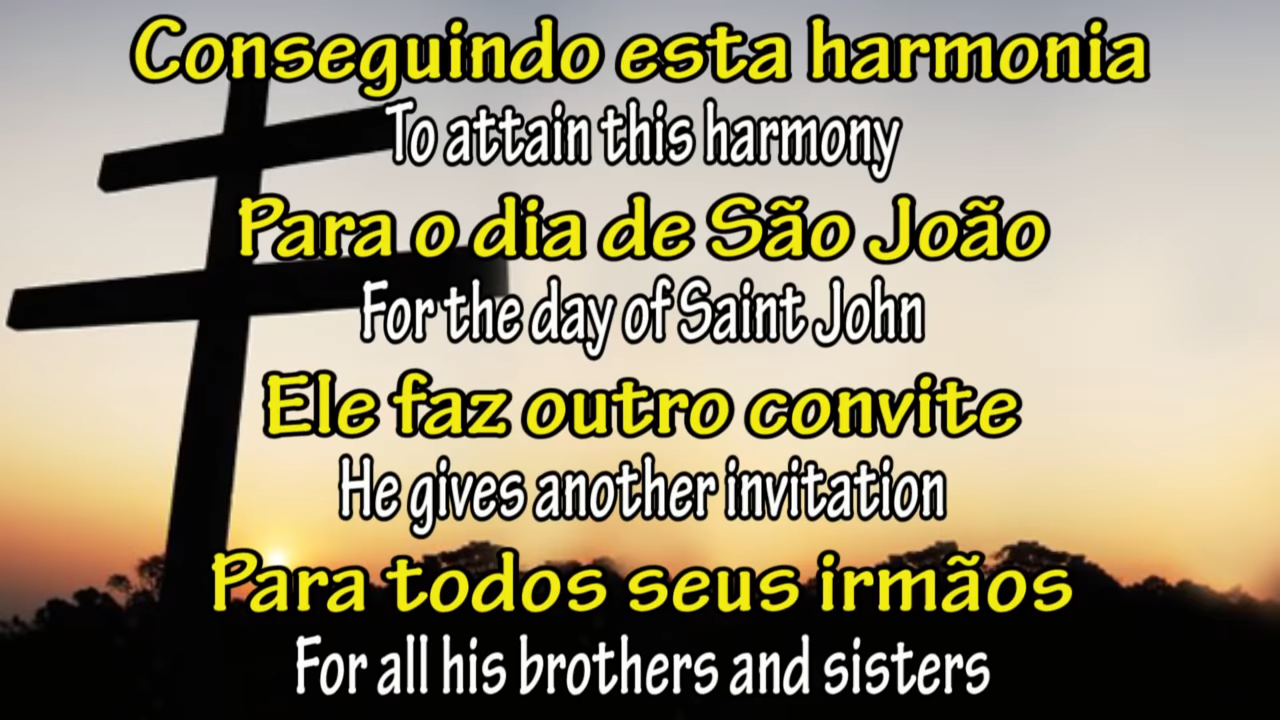 Conseguindo esta harmonia
To attain this harmony
Para o dia de São João
For the day of Saint John
Ele faz outro convite
He gives another invitation
Para todos seus irmãos
For all his brothers and sisters